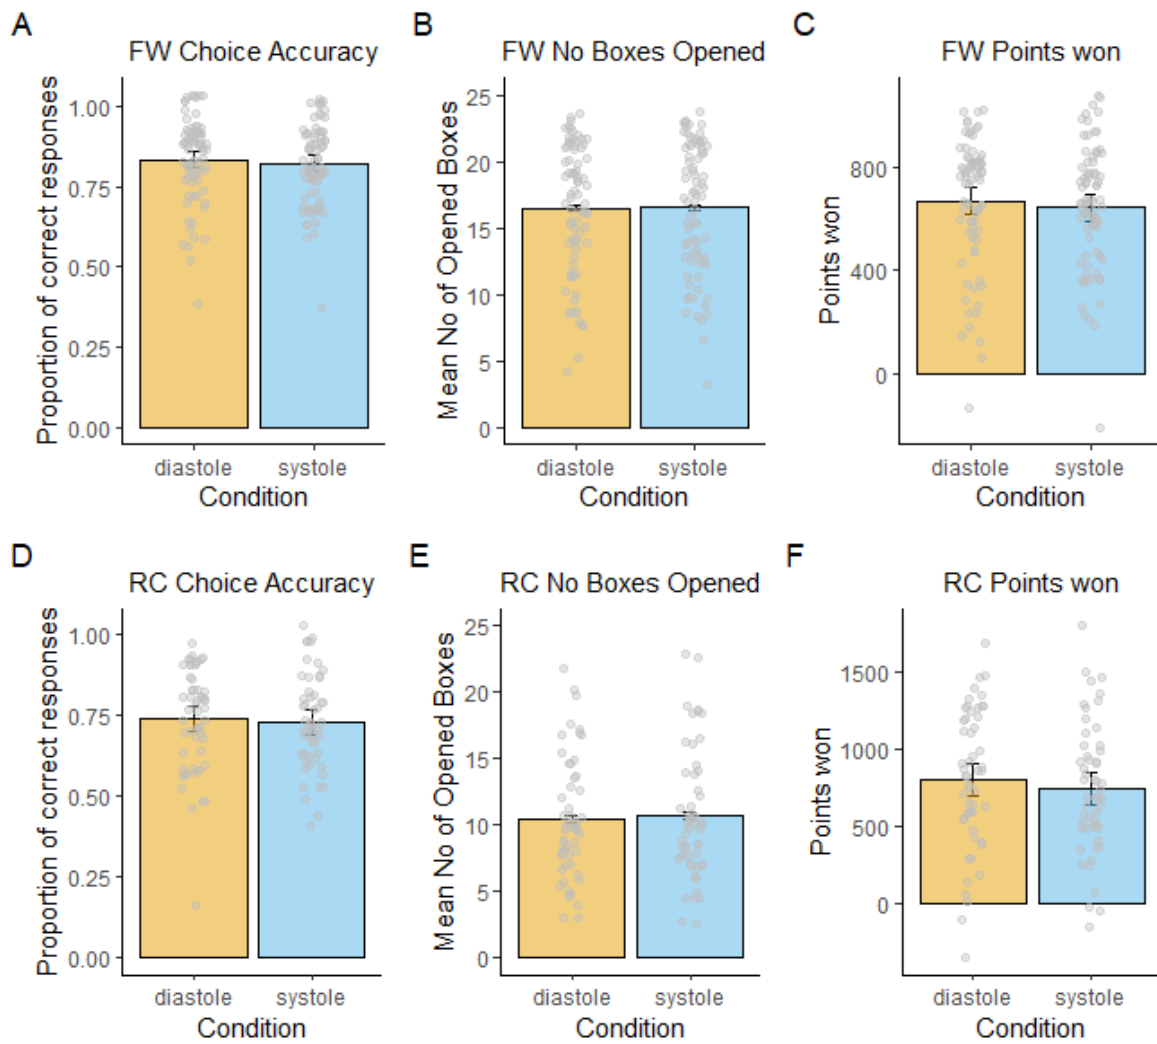 A
FW Choice Accuracy
Proportion of correct responses
1.00
0.75
0.50
0.25
0.00
diastole systole
Condition
B
FW No Boxes Opened
Mean No of Opened Boxes
25
20
15
10
5
0
diastole systole
Condition
C
FW Points won
Points won
800
400
0
diastole systole
Condition
D
RC Choice Accuracy
Proportion of correct responses
1.00
0.75
0.50
0.25
0.00
diastole systole
Condition
E
RC No Boxes Opened
Mean No of Opened Boxes
25
20
15
10
5
0
diastole systole
Condition
F
RC Points won
Points won
1500
1000
500
0
diastole systole
Condition